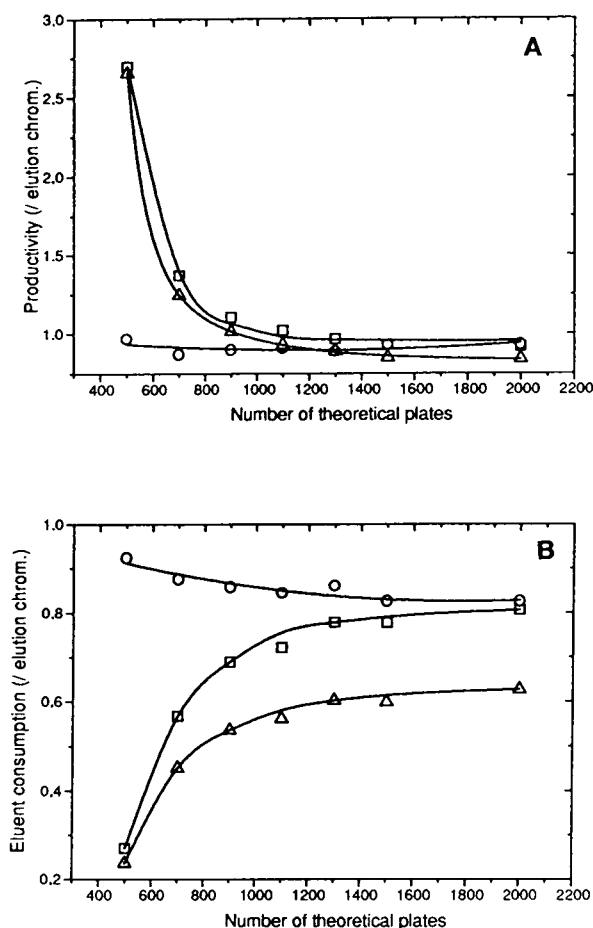 A
3.0
2.5
2.0
1.5
1.0
Productivity (/ elution chrom.)
400 600 800 1000 1200 1400 1600 1800 2000 2200
Number of theoretical plates
B
1.0
0.8
0.6
0.4
0.2
Eluent consumption (/ elution chrom.)
400 600 800 1000 1200 1400 1600 1800 2000 2200
Number of theoretical plates